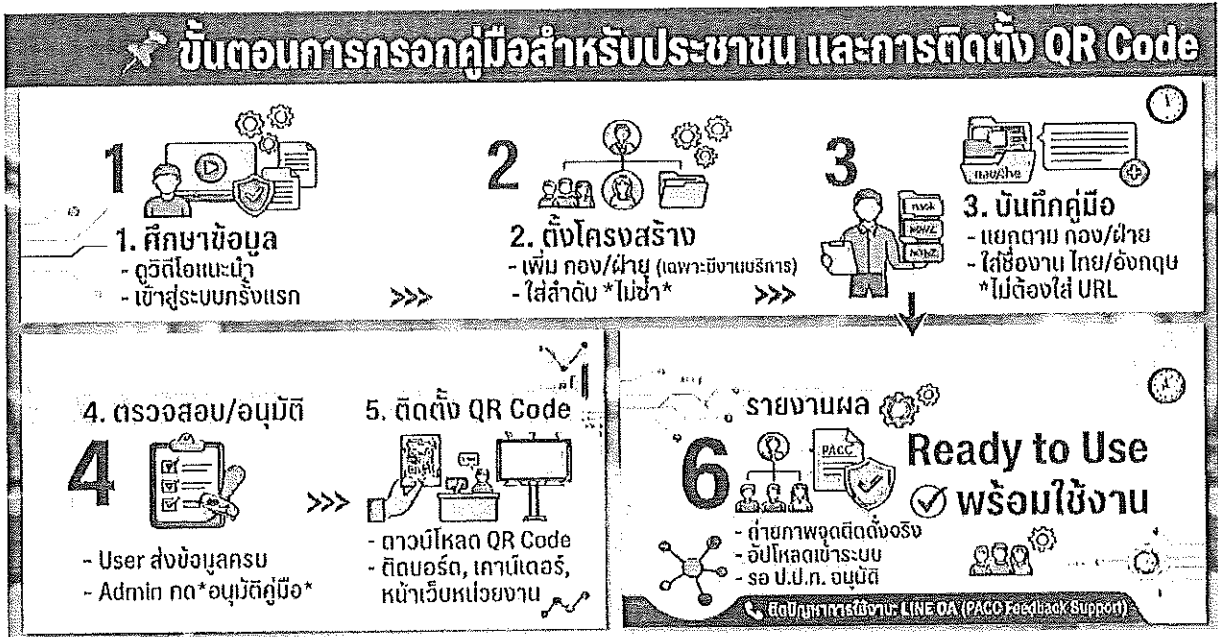 ขั้นตอนการกรอกคู่มือสำหรับประชาชน และการติดตั้ง QR Code
1
1. ศึกษาข้อมูล
- ดูวิดีโอแนะนำ
- เข้าสู่ระบบครั้งแรก
>>>
2
2. ตั้งโครงสร้าง
- เพิ่ม กอง/ฝ่าย (เฉพาะมีงานบริการ)
- ใส่ลำดับ *ไม่ซ้ำ*
>>>
3
3. บันทึกคู่มือ
- แยกตาม กอง/ฝ่าย
- ใส่ชื่องาน ไทย/อังกฤษ
*ไม่ต้องใส่ URL
4. ตรวจสอบ/อนุมัติ
4
- User ส่งข้อมูลครบ
- Admin กด*อนุมัติคู่มือ*
>>>
5. ติดตั้ง QR Code
- ดาวน์โหลด QR Code
- ติดบอร์ด, เคาน์เตอร์,
หน้าเว็บหน่วยงาน
รายงานผล
6
PACC
- ถ่ายภาพจุดติดตั้งจริง
- อัปโหลดเข้าระบบ
- รอ ป.ป.ท. อนุมัติ
Ready to Use
พร้อมใช้งาน
ติดปัญหาการใช้งาน: LINE OA (PACC Feedback Support)